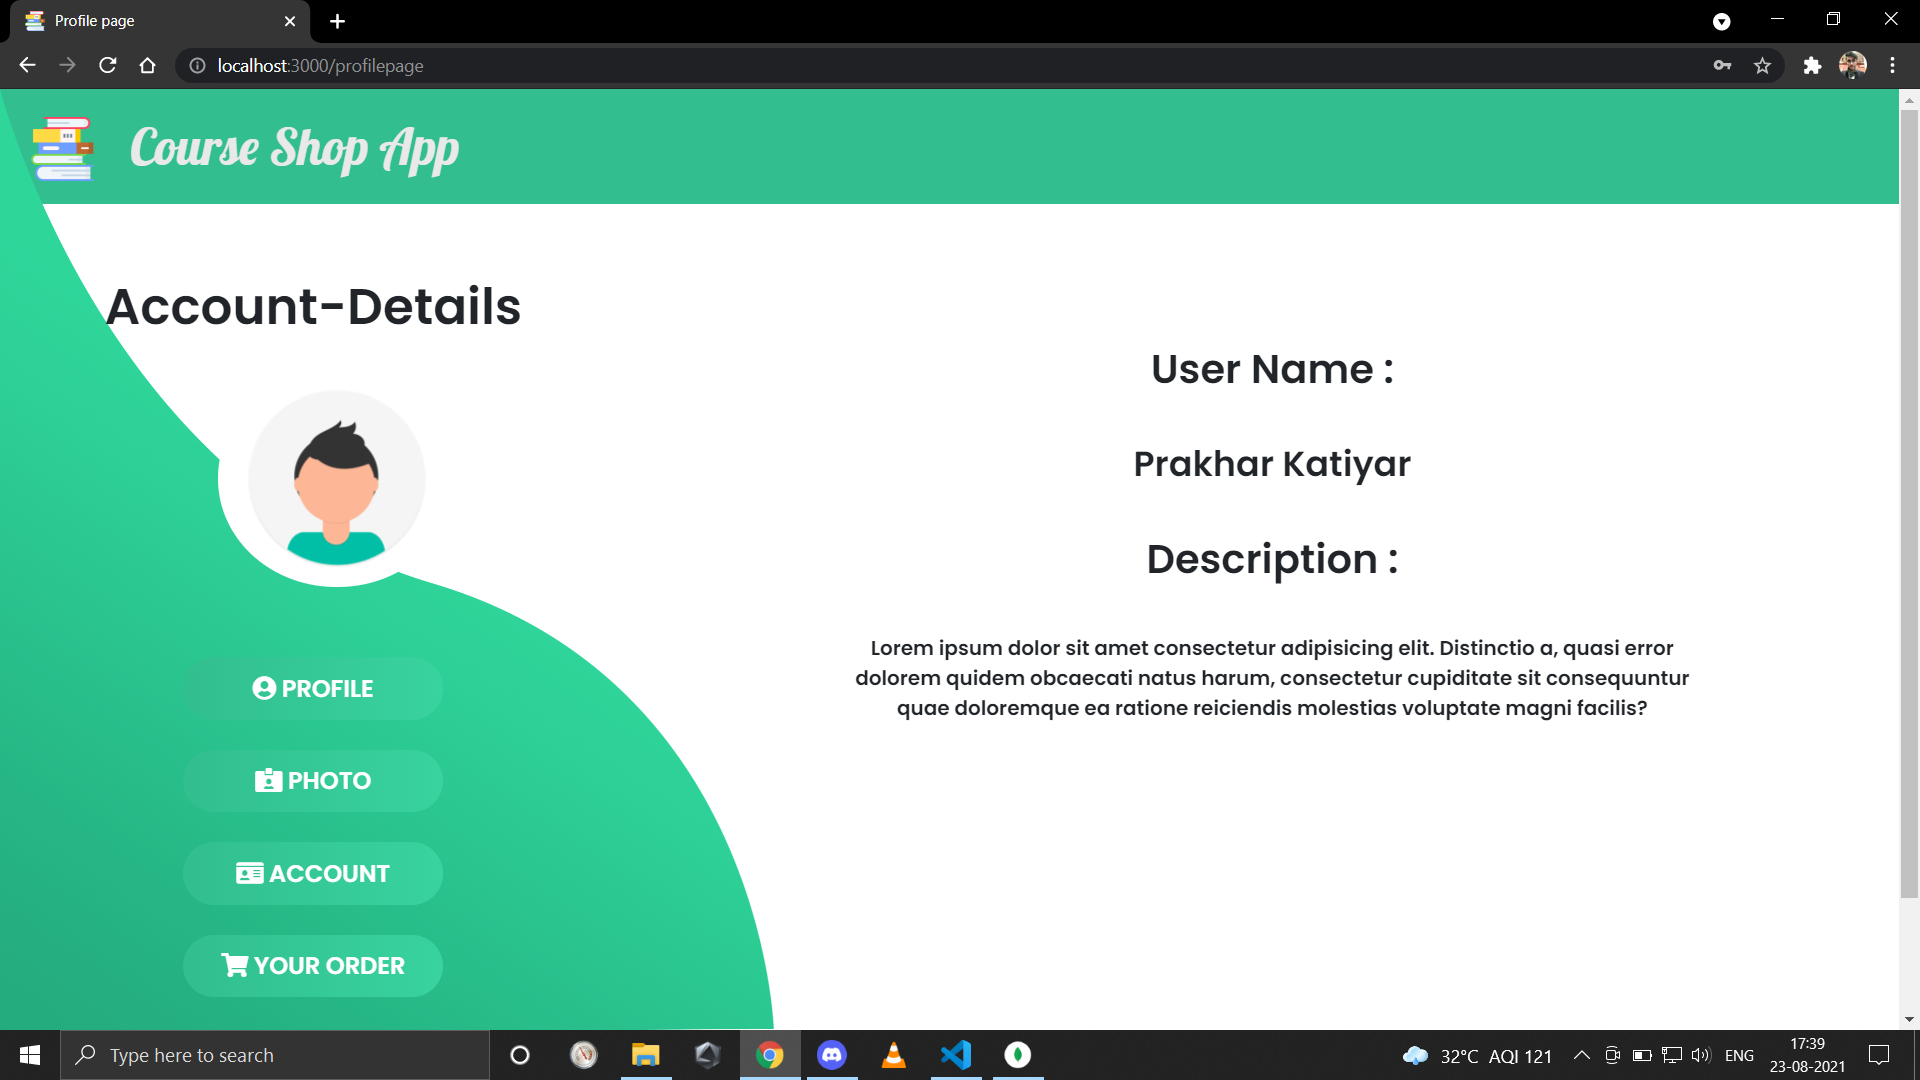 Profile page
localhost:3000/profilepage
Course Shop App
Account-Details
User Name :
Prakhar Katiyar
Description :
Lorem ipsum dolor sit amet consectetur adipisicing elit. Distinctio a, quasi error
dolorem quidem obcaecati natus harum, consectetur cupiditate sit consequuntur
quae doloremque ea ratione reiciendis molestias voluptate magni facilis?
PROFILE
PHOTO
ACCOUNT
YOUR ORDER
Type here to search
32°C AQI 121
ENG
17:39
23-08-2021